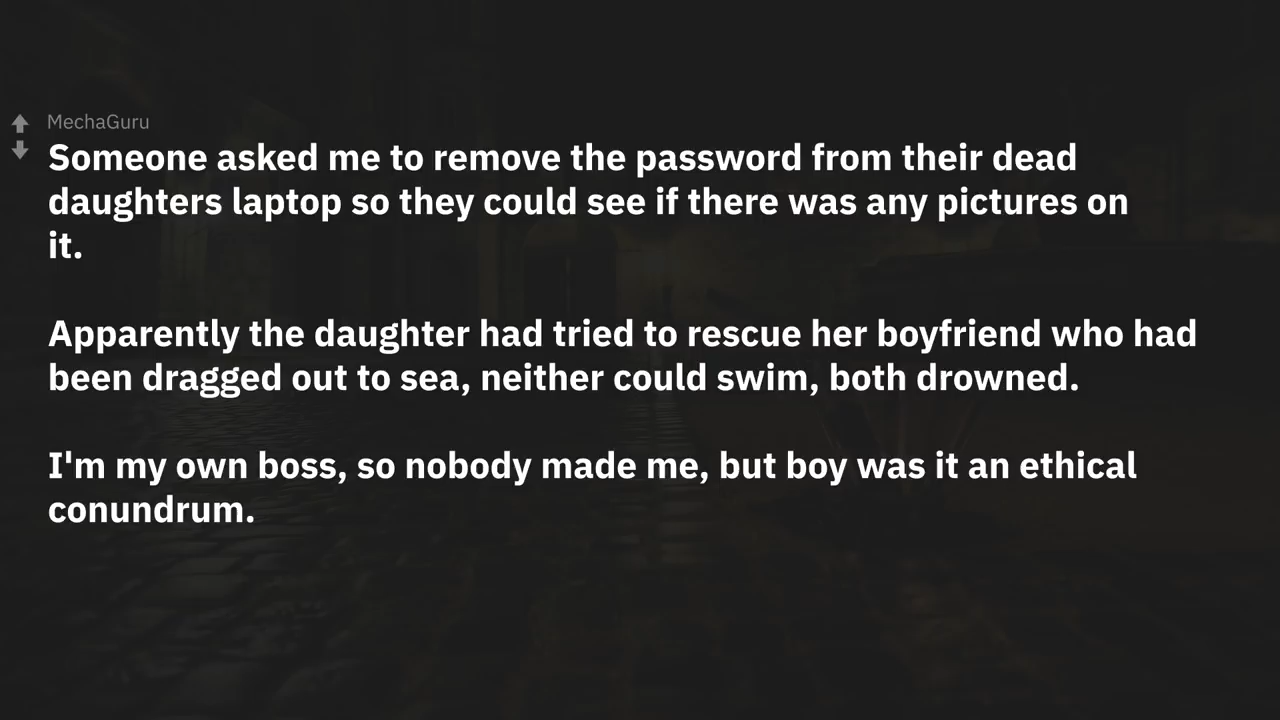 MechaGuru
Someone asked me to remove the password from their dead
daughters laptop so they could see if there was any pictures on
it.
Apparently the daughter had tried to rescue her boyfriend who had
been dragged out to sea, neither could swim, both drowned.
I'm my own boss, so nobody made me, but boy was it an ethical
conundrum.